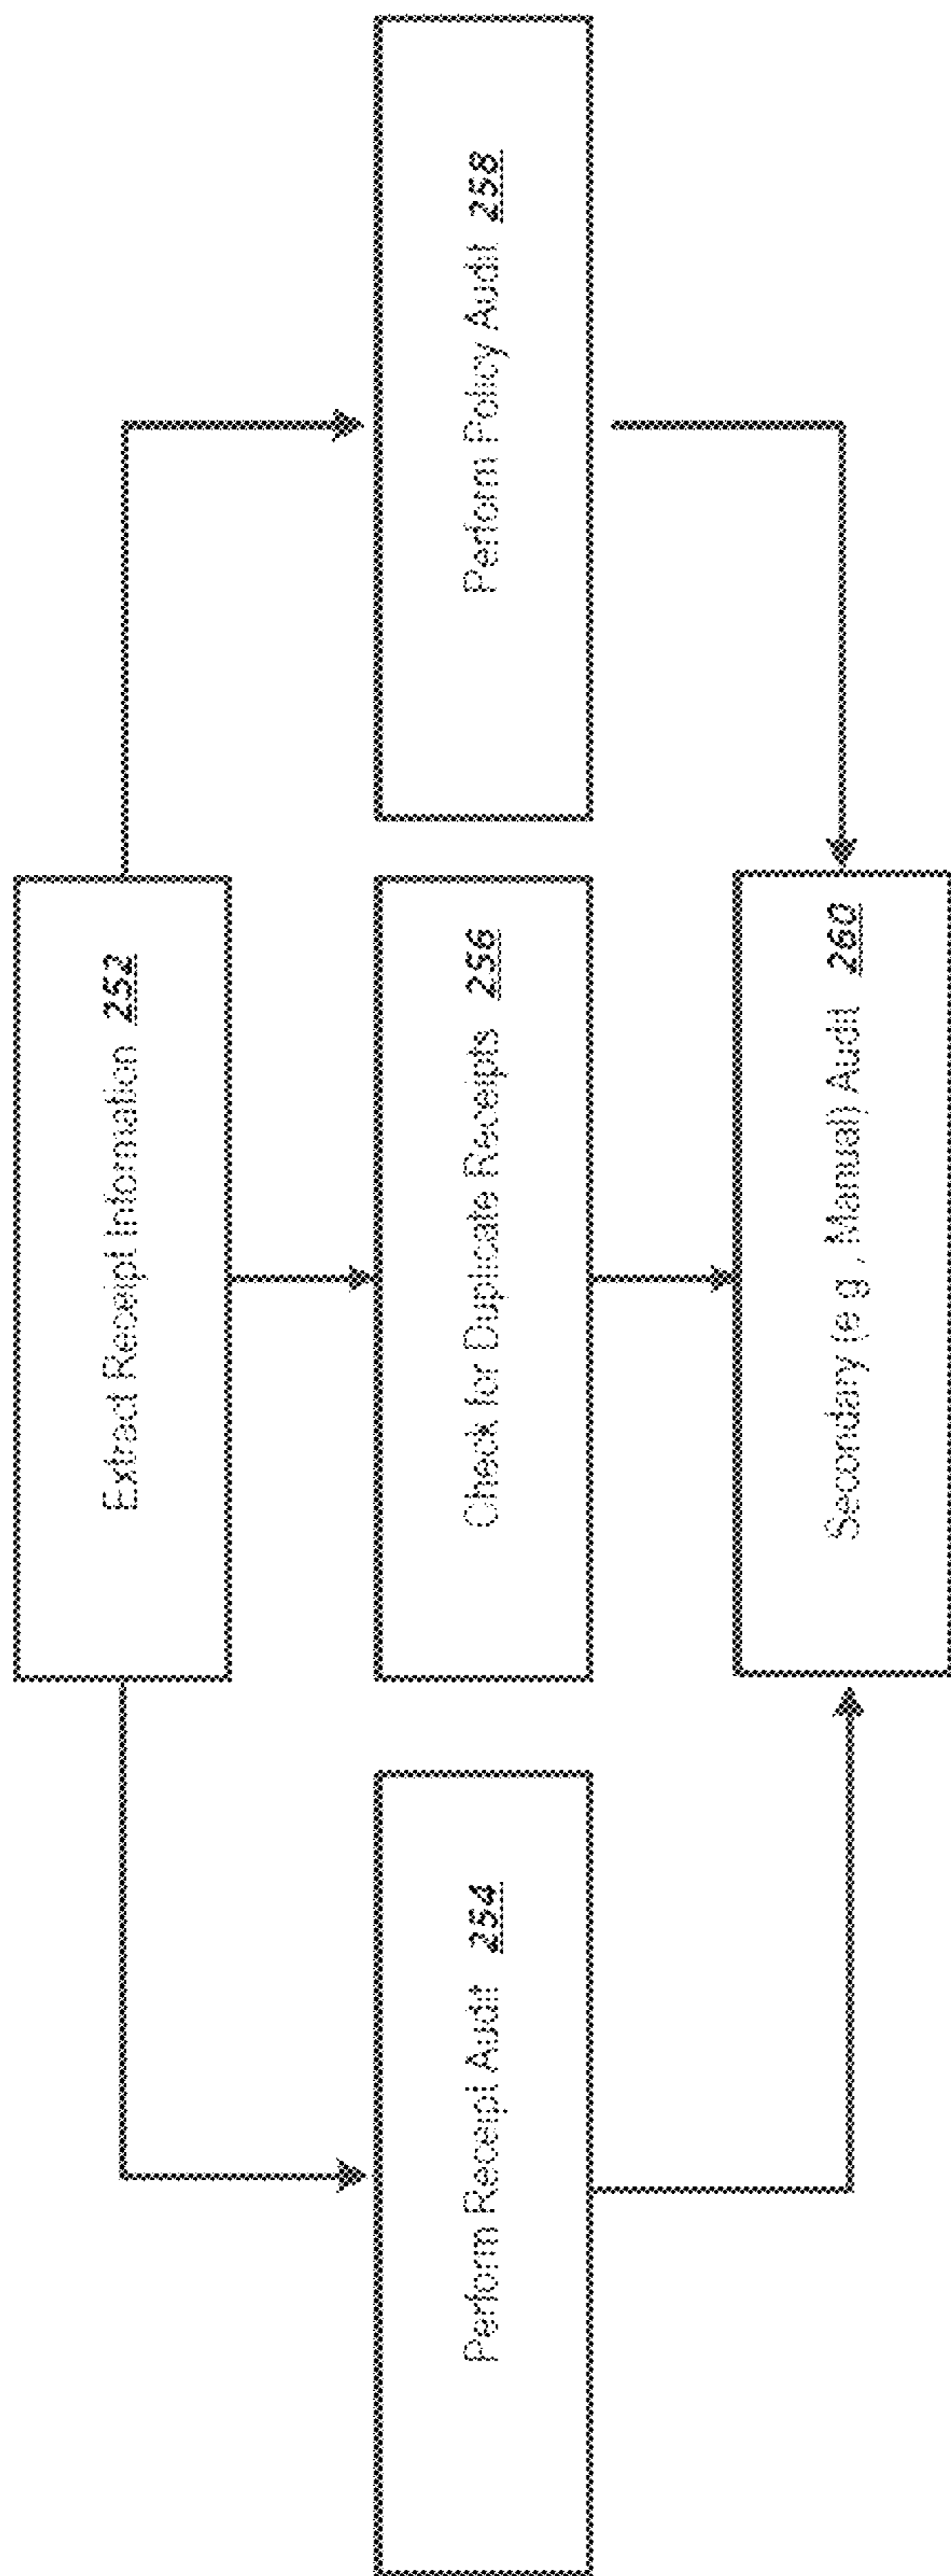 Extract Receipt Information 252
Perform Receipt Audit 254
Check for Duplicate Receipts 256
Perform Policy Audit 258
Secondary (e.g., Manual) Audit 260